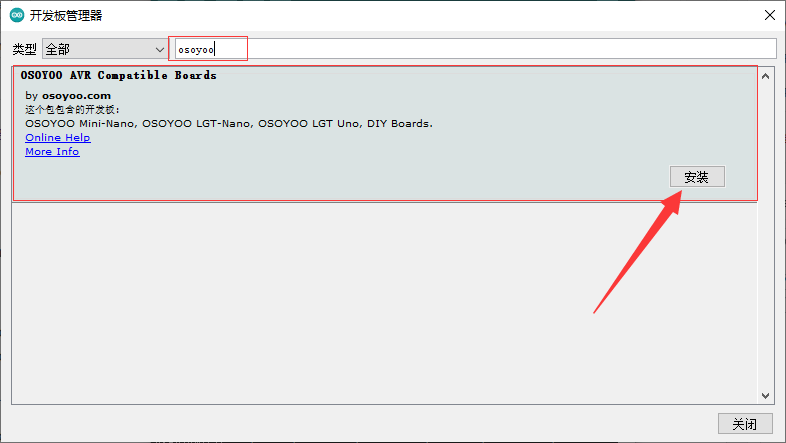 开发板管理器
类型 全部 osoyoo
OSOYOO AVR Compatible Boards
by osoyoo.com
这个包包含的开发板:
OSOYOO Mini-Nano, OSOYOO LGT-Nano, OSOYOO LGT Uno, DIY Boards.
Online Help
More Info
安装
关闭